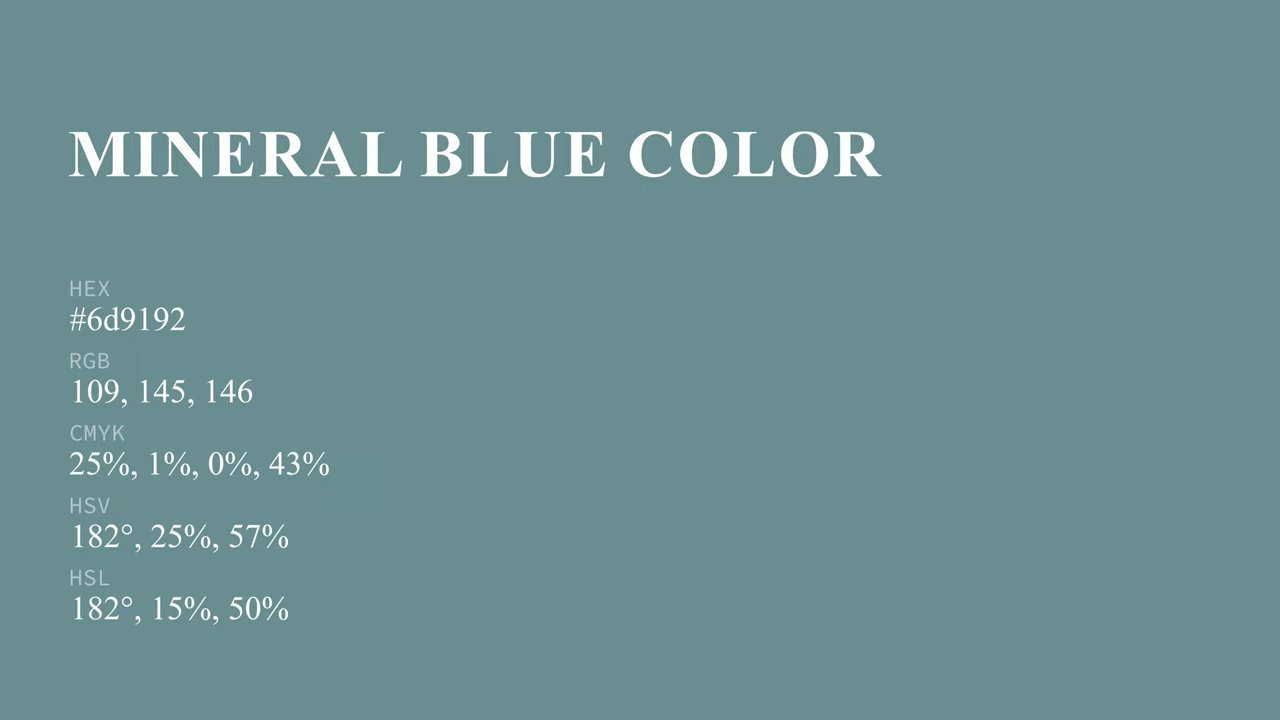 MINERAL BLUE COLOR
HEX
#6d9192
RGB
109, 145, 146
CMYK
25%, 1%, 0%, 43%
HSV
182°, 25%, 57%
HSL
182°, 15%, 50%